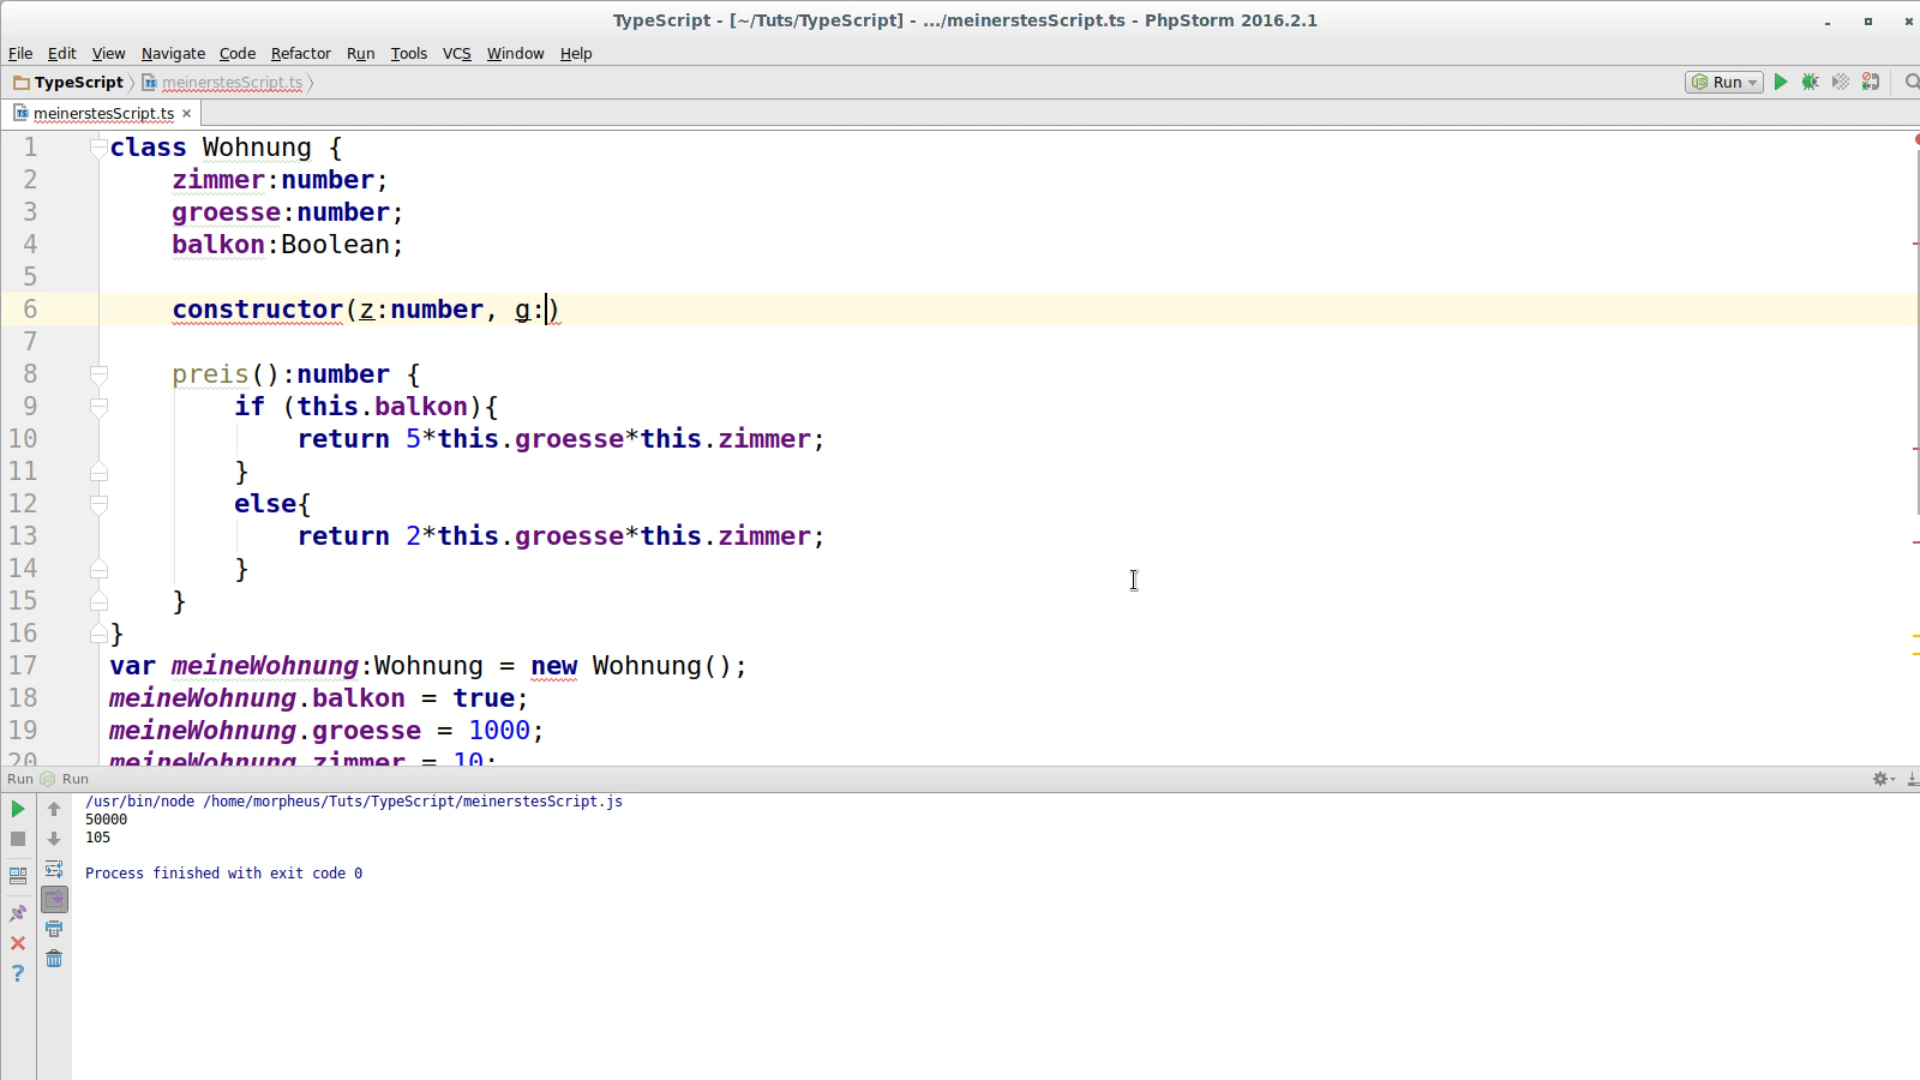 TypeScript - [~/Tuts/TypeScript] - .../meinerstesScript.ts - PhpStorm 2016.2.1
File Edit View Navigate Code Refactor Run Tools VCS Window Help
TypeScript meinerstesScript.ts Run
meinerstesScript.ts
1 class Wohnung {
2 zimmer:number;
3 groesse:number;
4 balkon:Boolean;
5
6 constructor(z:number, g:)
7
8 preis():number {
9 if (this.balkon){
10 return 5*this.groesse*this.zimmer;
11 }
12 else{
13 return 2*this.groesse*this.zimmer;
14 }
15 }
16 }
17 var meineWohnung:Wohnung = new Wohnung();
18 meineWohnung.balkon = true;
19 meineWohnung.groesse = 1000;
20 meineWohnung.zimmer = 10;
Run Run
/usr/bin/node /home/morpheus/Tuts/TypeScript/meinerstesScript.js
50000
105
Process finished with exit code 0